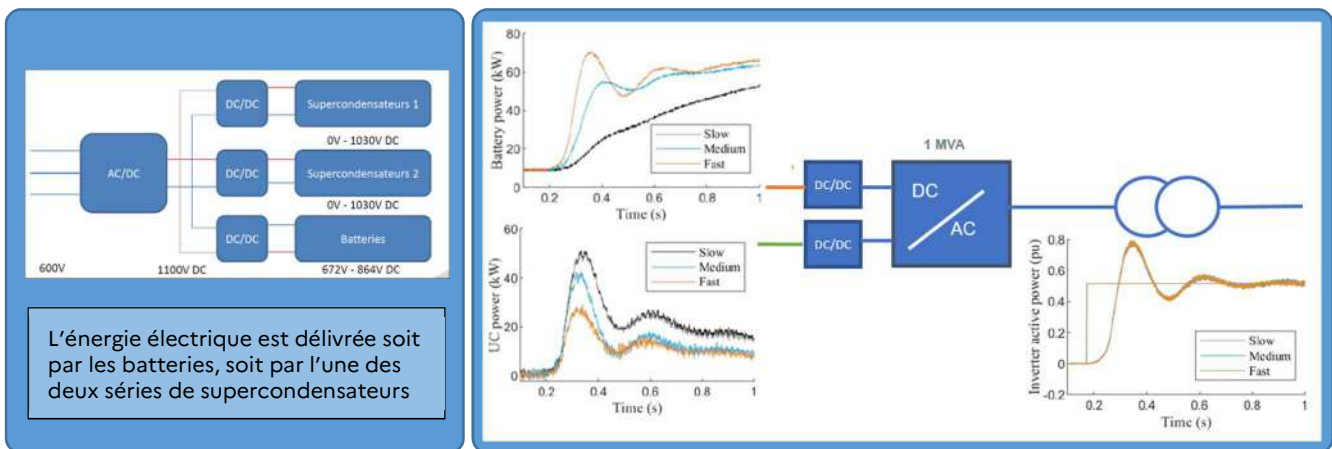 DC/DC
Supercondensateurs 1
0V - 1030V DC
AC/DC
DC/DC
Supercondensateurs 2
0V - 1030V DC
DC/DC
Batteries
600V
1100V DC
672V - 864V DC
L'énergie électrique est délivrée soit
par les batteries, soit par l'une des
deux séries de supercondensateurs
80
60
40
20
0
Battery power (kW)
Slow
Medium
Fast
0.2
0.4
0.6
0.8
1
Time (s)
60
40
20
0
UC power (kW)
Slow
Medium
Fast
0.2
0.4
0.6
0.8
1
Time (s)
DC/DC
DC/DC
1 MVA
DC
AC
1
0.8
0.6
0.4
0.2
0
-0.2
Inverter active power (pu)
Slow
Medium
Fast
0.2
0.4
0.6
0.8
1
Time (s)